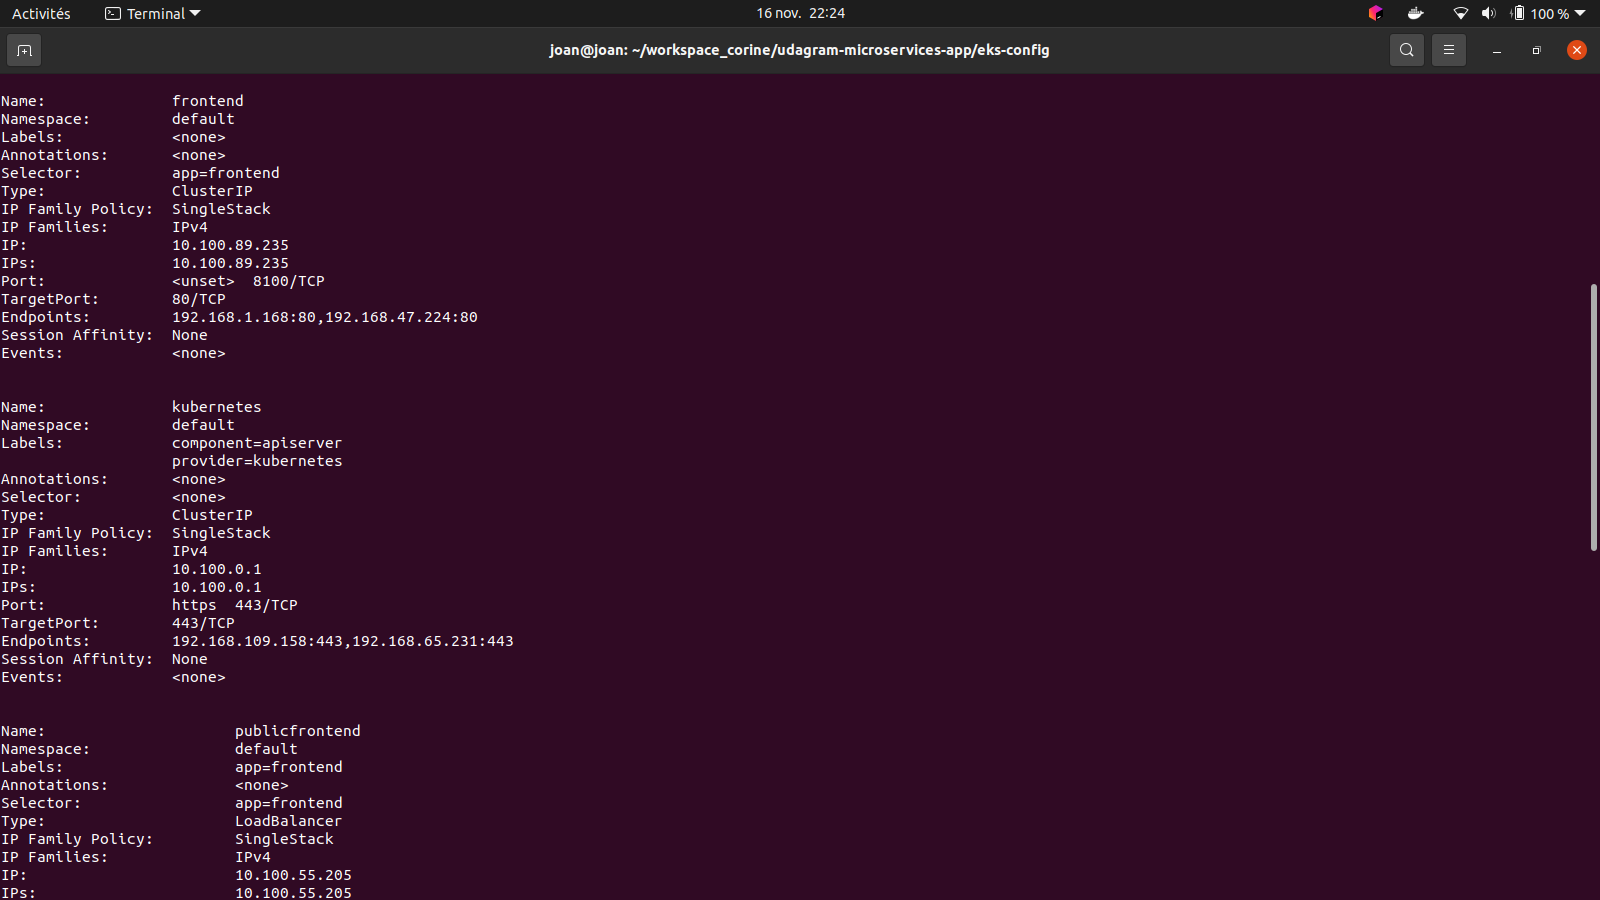 Activités Terminal 16 nov. 22:24 100 %
joan@joan: ~/workspace_corine/udagram-microservices-app/eks-config
Name: frontend
Namespace: default
Labels: <none>
Annotations: <none>
Selector: app=frontend
Type: ClusterIP
IP Family Policy: SingleStack
IP Families: IPv4
IP: 10.100.89.235
IPs: 10.100.89.235
Port: <unset> 8100/TCP
TargetPort: 80/TCP
Endpoints: 192.168.1.168:80,192.168.47.224:80
Session Affinity: None
Events: <none>
Name: kubernetes
Namespace: default
Labels: component=apiserver
provider=kubernetes
Annotations: <none>
Selector: <none>
Type: ClusterIP
IP Family Policy: SingleStack
IP Families: IPv4
IP: 10.100.0.1
IPs: 10.100.0.1
Port: https 443/TCP
TargetPort: 443/TCP
Endpoints: 192.168.109.158:443,192.168.65.231:443
Session Affinity: None
Events: <none>
Name: publicfrontend
Namespace: default
Labels: app=frontend
Annotations: <none>
Selector: app=frontend
Type: LoadBalancer
IP Family Policy: SingleStack
IP Families: IPv4
IP: 10.100.55.205
IPs: 10.100.55.205